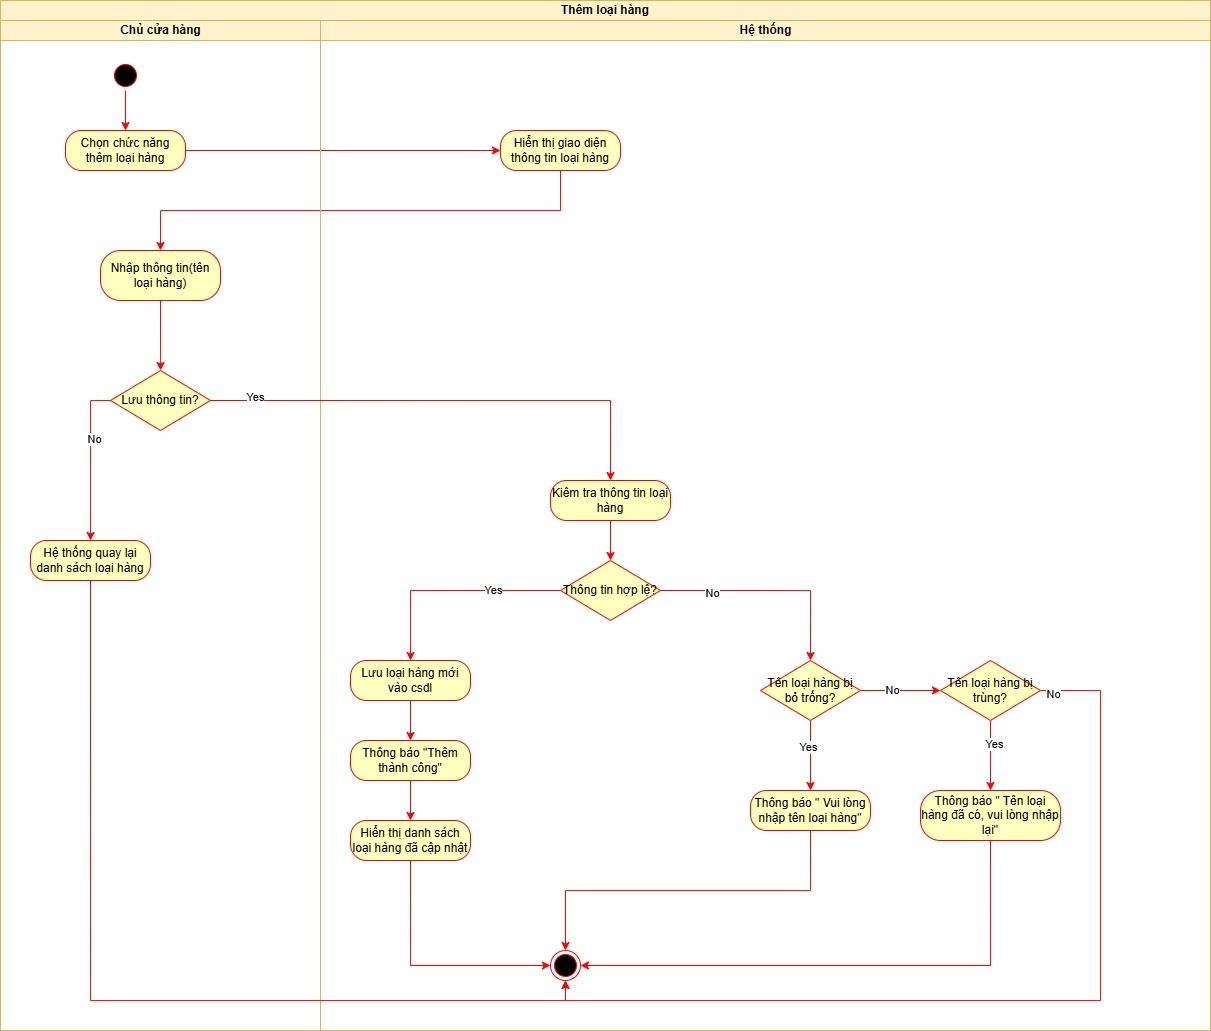 Thêm loại hàng
Chủ cửa hàng
Hệ thống
Chọn chức năng
thêm loại hàng
Hiển thị giao diện
thông tin loại hàng
Nhập thông tin(tên
loại hàng)
Lưu thông tin?
Yes
No
Kiêm tra thông tin loại
hàng
Hệ thống quay lại
danh sách loại hàng
Thông tin hợp lệ?
Yes
No
Lưu loại hàng mới
vào csdl
Tên loại hàng bị
bỏ trống?
No
Tên loại hàng bị
trùng?
No
Yes
Yes
Thông báo "Thêm
thành công"
Thông báo " Vui lòng
nhập tên loại hàng"
Thông báo " Tên loại
hàng đã có, vui lòng nhập
lại"
Hiển thị danh sách
loại hàng đã cập nhật